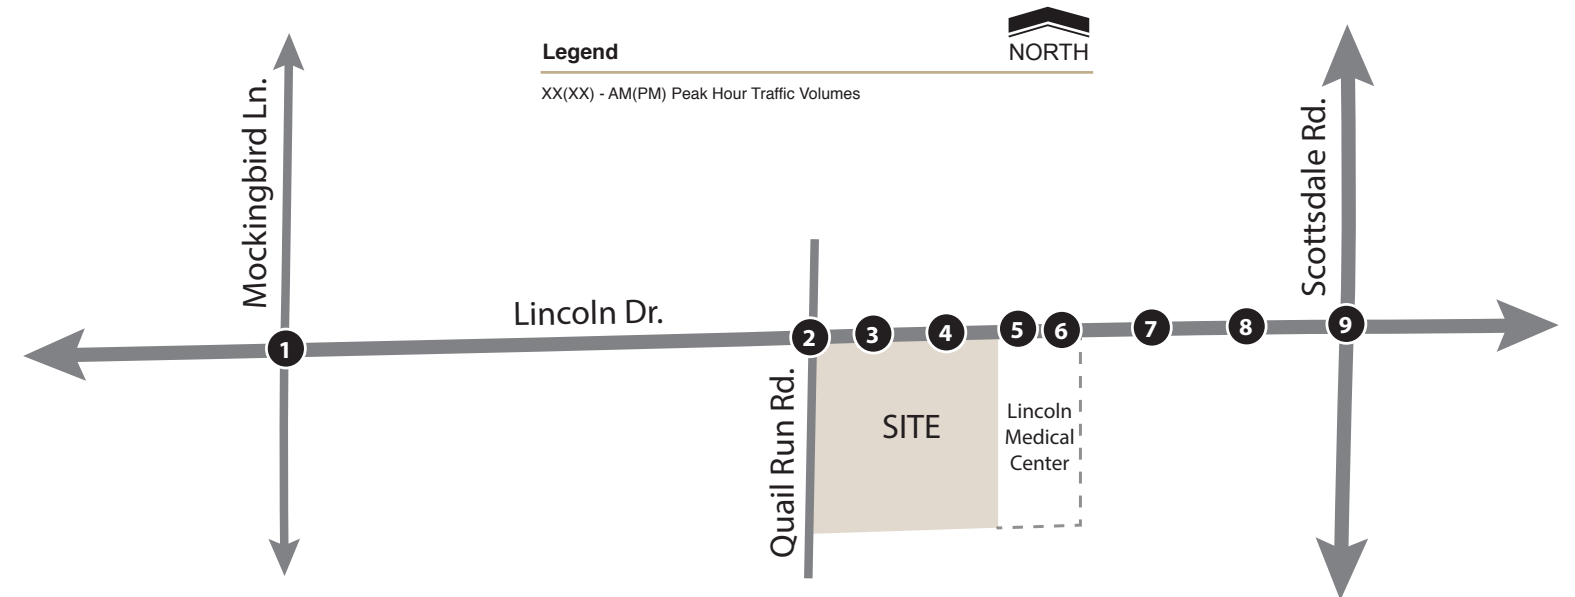 Legend
NORTH
XX(XX) - AM(PM) Peak Hour Traffic Volumes
Mockingbird Ln.
Scottsdale Rd.
Lincoln Dr.
1
2
3
4
5
6
7
8
9
Quail Run Rd.
SITE
Lincoln
Medical
Center